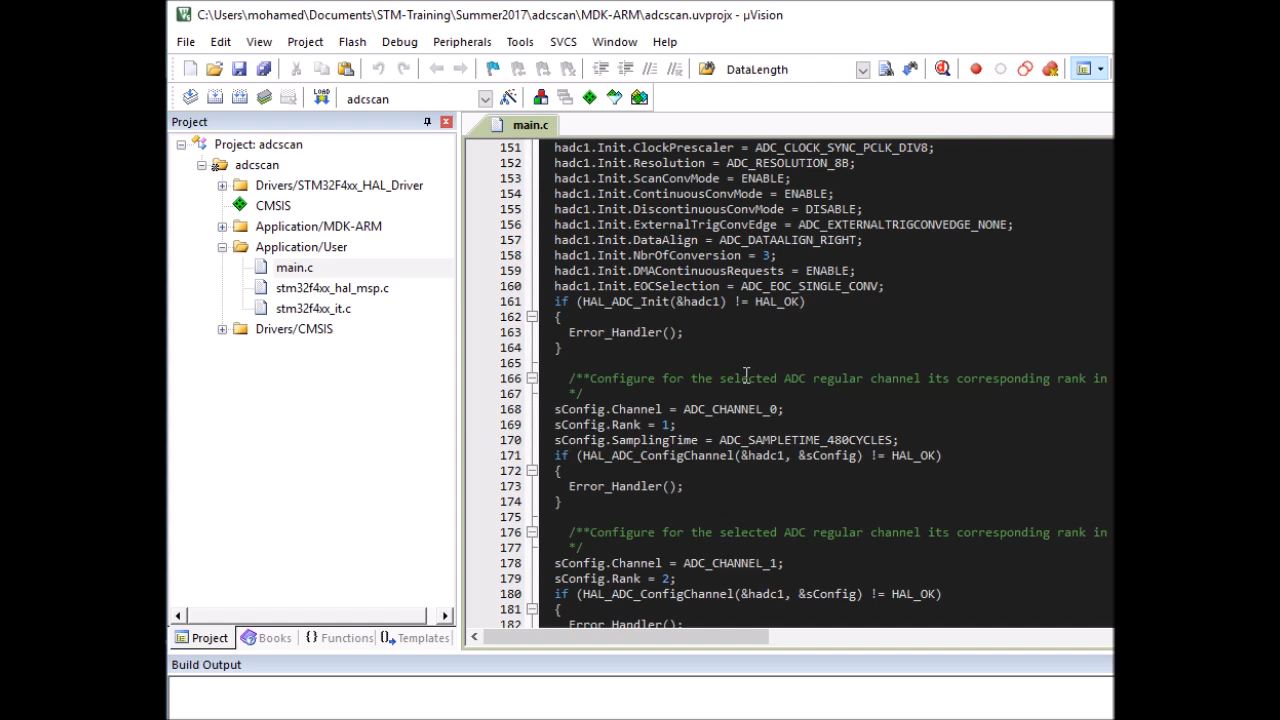 C:\Users\mohamed\Documents\STM-Training\Summer2017\adcscan\MDK-ARM\adcscan.uvprojx - µVision
File Edit View Project Flash Debug Peripherals Tools SVCS Window Help
DataLength
LOAD adcscan
Project
main.c
Project: adcscan
adcscan
Drivers/STM32F4xx_HAL_Driver
CMSIS
Application/MDK-ARM
Application/User
main.c
stm32f4xx_hal_msp.c
stm32f4xx_it.c
Drivers/CMSIS
151 hadc1.Init.ClockPrescaler = ADC_CLOCK_SYNC_PCLK_DIV8;
152 hadc1.Init.Resolution = ADC_RESOLUTION_8B;
153 hadc1.Init.ScanConvMode = ENABLE;
154 hadc1.Init.ContinuousConvMode = ENABLE;
155 hadc1.Init.DiscontinuousConvMode = DISABLE;
156 hadc1.Init.ExternalTrigConvEdge = ADC_EXTERNALTRIGCONVEDGE_NONE;
157 hadc1.Init.DataAlign = ADC_DATAALIGN_RIGHT;
158 hadc1.Init.NbrOfConversion = 3;
159 hadc1.Init.DMAContinuousRequests = ENABLE;
160 hadc1.Init.EOCSelection = ADC_EOC_SINGLE_CONV;
161 if (HAL_ADC_Init(&hadc1) != HAL_OK)
162 {
163 Error_Handler();
164 }
165
166 /**Configure for the selected ADC regular channel its corresponding rank in
167 */
168 sConfig.Channel = ADC_CHANNEL_0;
169 sConfig.Rank = 1;
170 sConfig.SamplingTime = ADC_SAMPLETIME_480CYCLES;
171 if (HAL_ADC_ConfigChannel(&hadc1, &sConfig) != HAL_OK)
172 {
173 Error_Handler();
174 }
175
176 /**Configure for the selected ADC regular channel its corresponding rank in
177 */
178 sConfig.Channel = ADC_CHANNEL_1;
179 sConfig.Rank = 2;
180 if (HAL_ADC_ConfigChannel(&hadc1, &sConfig) != HAL_OK)
181 {
182 Error_Handler();
Project Books {} Functions {}→ Templates
Build Output